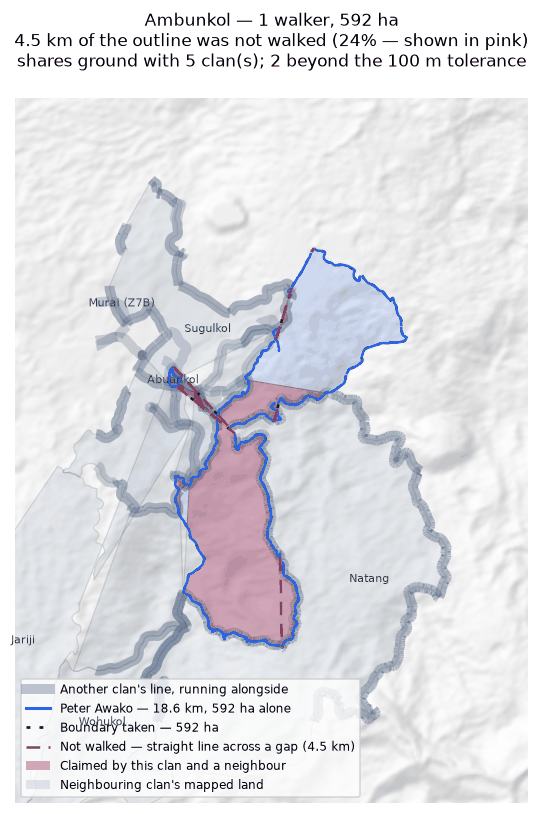 Ambunkol — 1 walker, 592 ha
4.5 km of the outline was not walked (24% — shown in pink)
shares ground with 5 clan(s); 2 beyond the 100 m tolerance
Murai (Z7B)
Sugulkol
Abuankol
Natang
Jariji
Wohukol
Another clan's line, running alongside
Peter Awako — 18.6 km, 592 ha alone
Boundary taken — 592 ha
Not walked — straight line across a gap (4.5 km)
Claimed by this clan and a neighbour
Neighbouring clan's mapped land